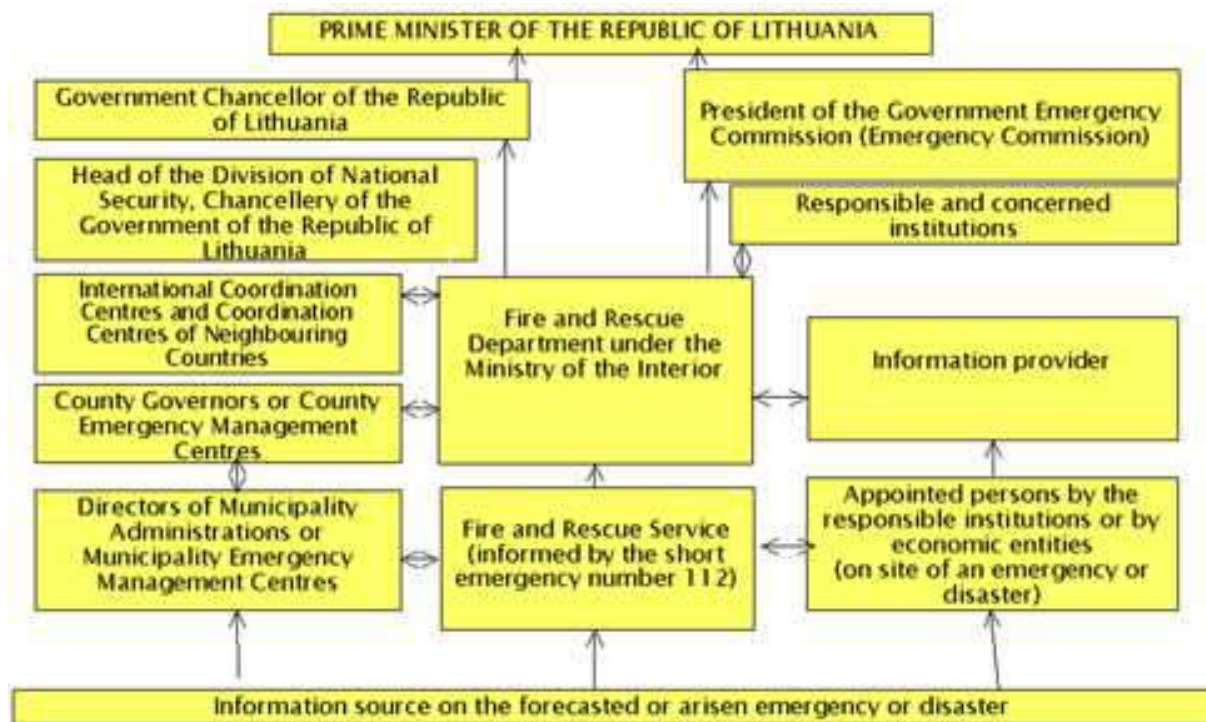 PRIME MINISTER OF THE REPUBLIC OF LITHUANIA
Government Chancellor of the Republic
of Lithuania
President of the Government Emergency
Commission (Emergency Commission)
Head of the Division of National
Security, Chancellery of the
Government of the Republic of
Lithuania
Responsible and concerned
institutions
International Coordination
Centres and Coordination
Centres of Neighbouring
Countries
Fire and Rescue
Department under the
Ministry of the Interior
Information provider
County Governors or County
Emergency Management
Centres
Directors of Municipality
Administrations or
Municipality Emergency
Management Centres
Fire and Rescue Service
(informed by the short
emergency number 112)
Appointed persons by the
responsible institutions or by
economic entities
(on site of an emergency or
disaster)
Information source on the forecasted or arisen emergency or disaster